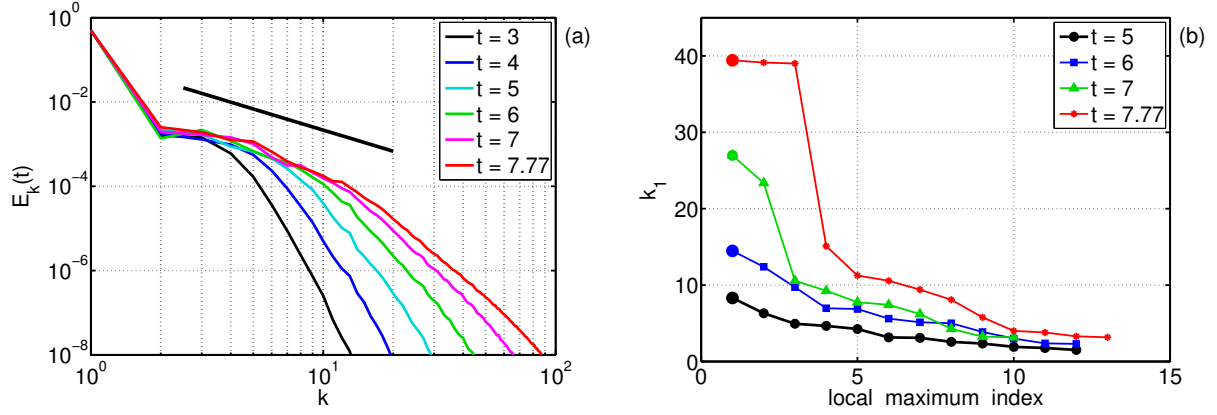 (a)
10^0
10^-2
10^-4
10^-6
10^-8
E_k(t)
10^0
10^1
10^2
k
t = 3
t = 4
t = 5
t = 6
t = 7
t = 7.77
(b)
40
30
20
10
0
k_1
0
5
10
15
local maximum index
t = 5
t = 6
t = 7
t = 7.77